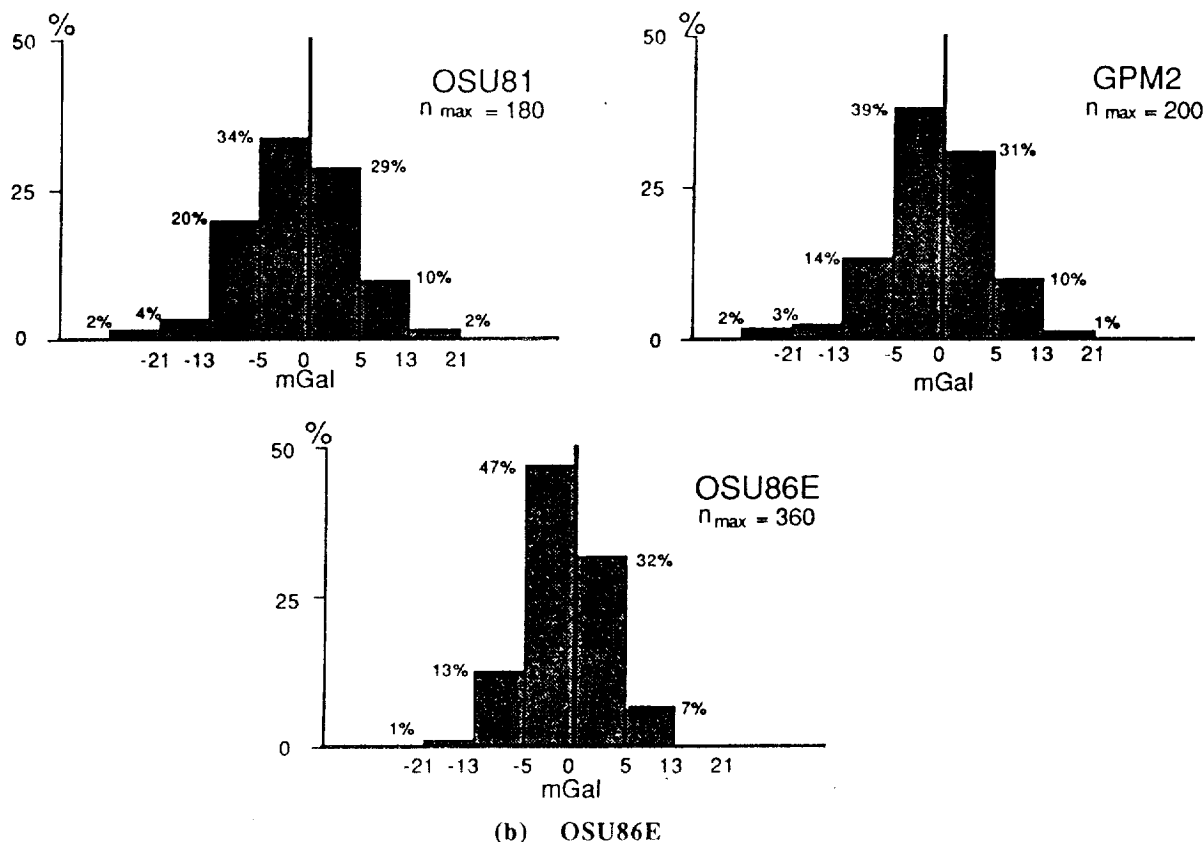 %
50
OSU81
n max = 180
34%
29%
25
20%
10%
2%
4%
2%
0
-21 -13 -5 0 5 13 21
mGal
%
50
GPM2
n max = 200
39%
31%
25
14%
10%
2%
3%
1%
0
-21 -13 -5 0 5 13 21
mGal
%
50
47%
OSU86E
n max = 360
32%
25
13%
7%
1%
0
-21 -13 -5 0 5 13 21
mGal
(b) OSU86E